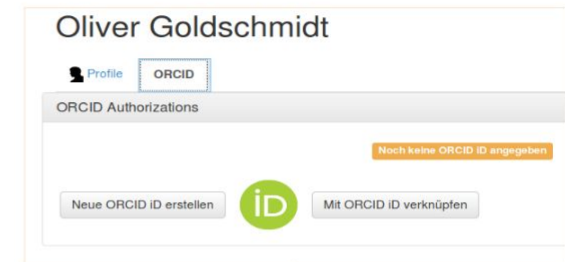 Oliver Goldschmidt
Profile ORCID
ORCID Authorizations
Noch keine ORCID iD angegeben
Neue ORCID iD erstellen iD Mit ORCID iD verknüpfen